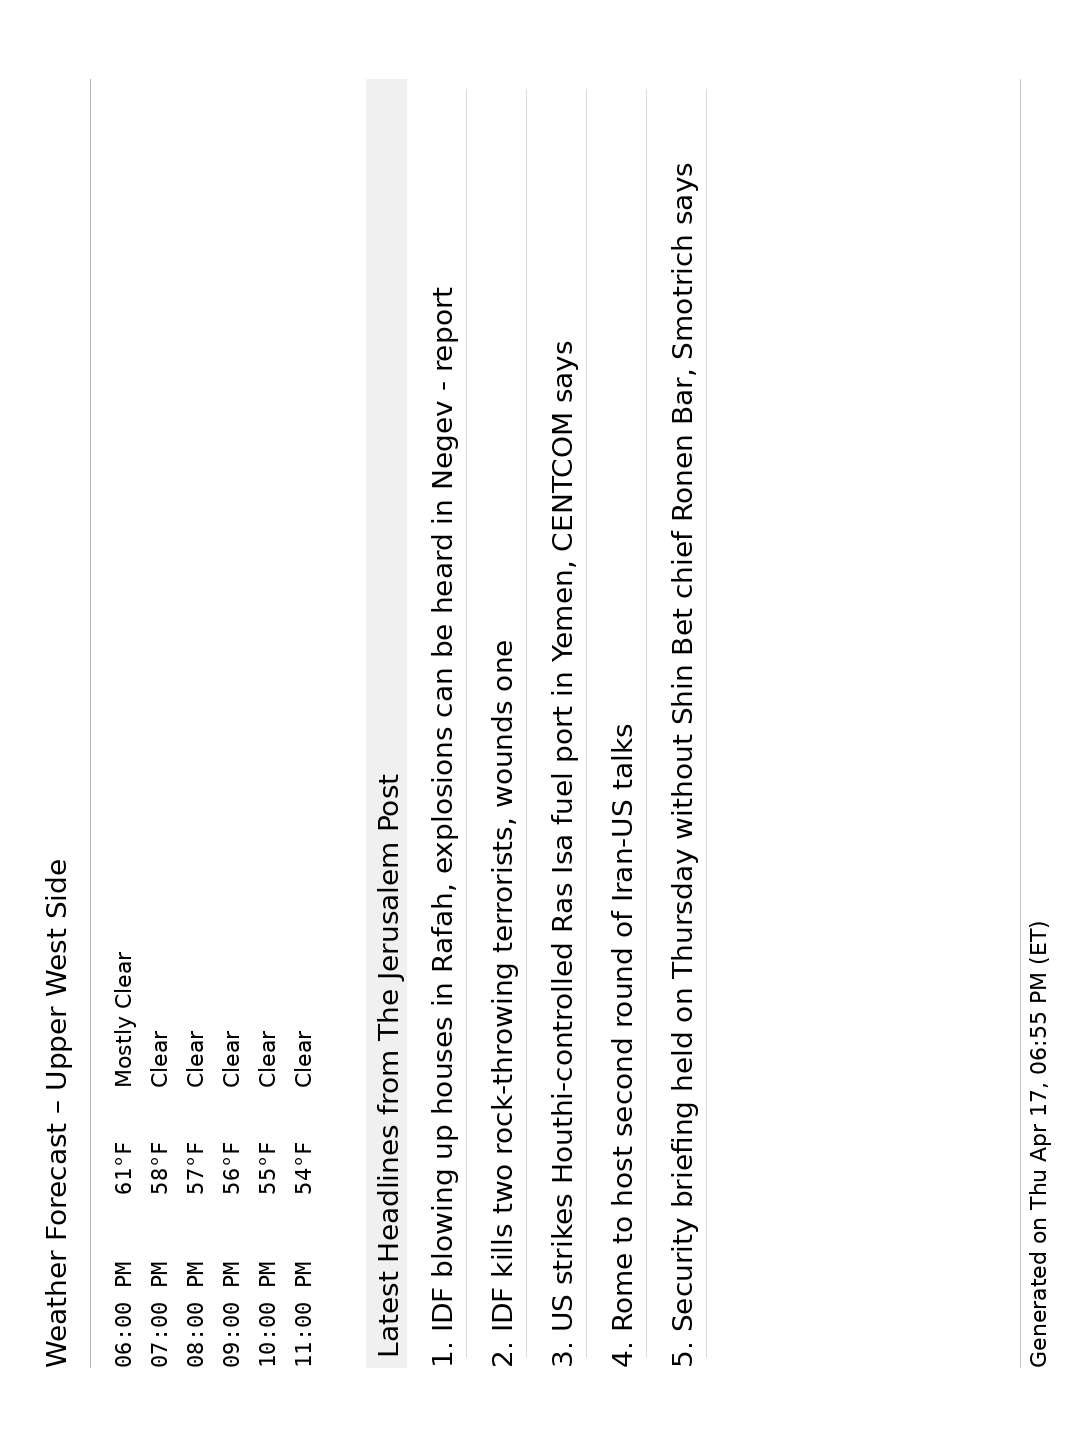 Weather Forecast – Upper West Side
06:00 PM 61°F Mostly Clear
07:00 PM 58°F Clear
08:00 PM 57°F Clear
09:00 PM 56°F Clear
10:00 PM 55°F Clear
11:00 PM 54°F Clear
Latest Headlines from The Jerusalem Post
1. IDF blowing up houses in Rafah, explosions can be heard in Negev - report
2. IDF kills two rock-throwing terrorists, wounds one
3. US strikes Houthi-controlled Ras Isa fuel port in Yemen, CENTCOM says
4. Rome to host second round of Iran-US talks
5. Security briefing held on Thursday without Shin Bet chief Ronen Bar, Smotrich says
Generated on Thu Apr 17, 06:55 PM (ET)